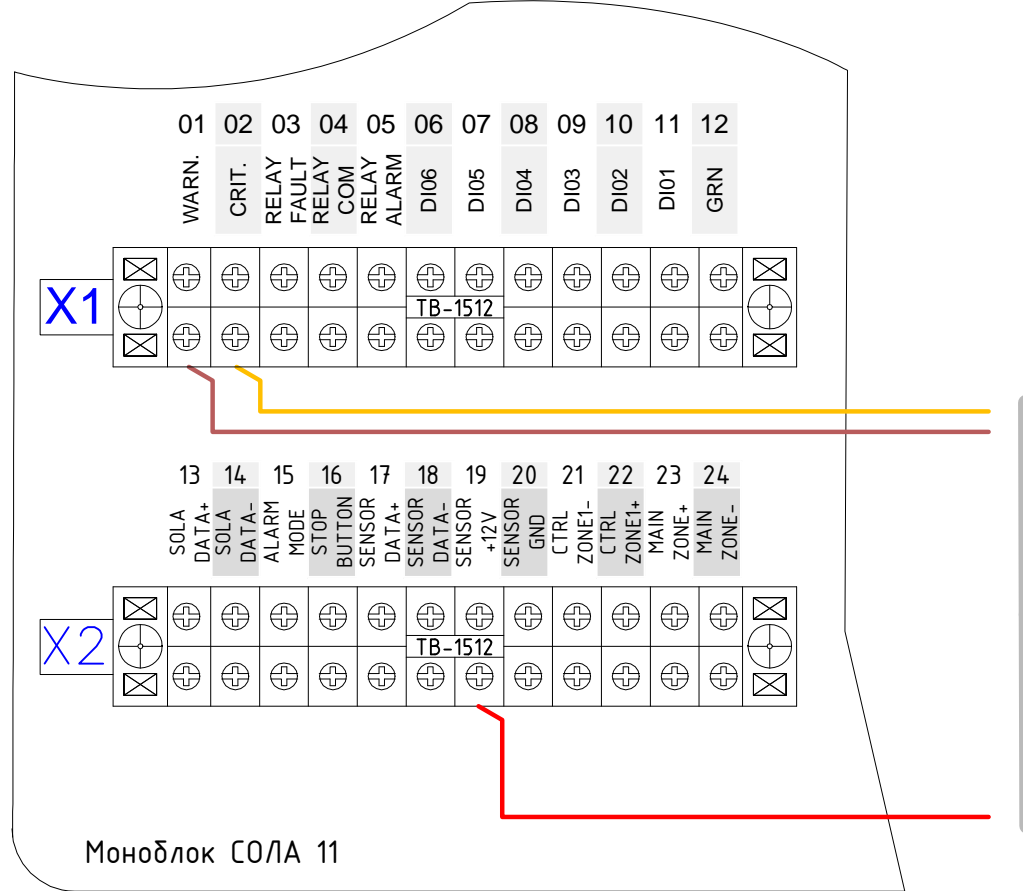 01 02 03 04 05 06 07 08 09 10 11 12
WARN.
CRIT.
RELAY
FAULT
RELAY
COM
RELAY
ALARM
DI06
DI05
DI04
DI03
DI02
DI01
GRN
X1
TB-1512
13 14 15 16 17 18 19 20 21 22 23 24
SOLA
DATA+
SOLA
DATA-
ALARM
MODE
STOP
BUTTON
SENSOR
DATA+
SENSOR
DATA-
SENSOR
+12V
SENSOR
GND
CTRL
ZONE1-
CTRL
ZONE1+
MAIN
ZONE+
MAIN
ZONE-
X2
TB-1512
Моноблок СОЛА 11